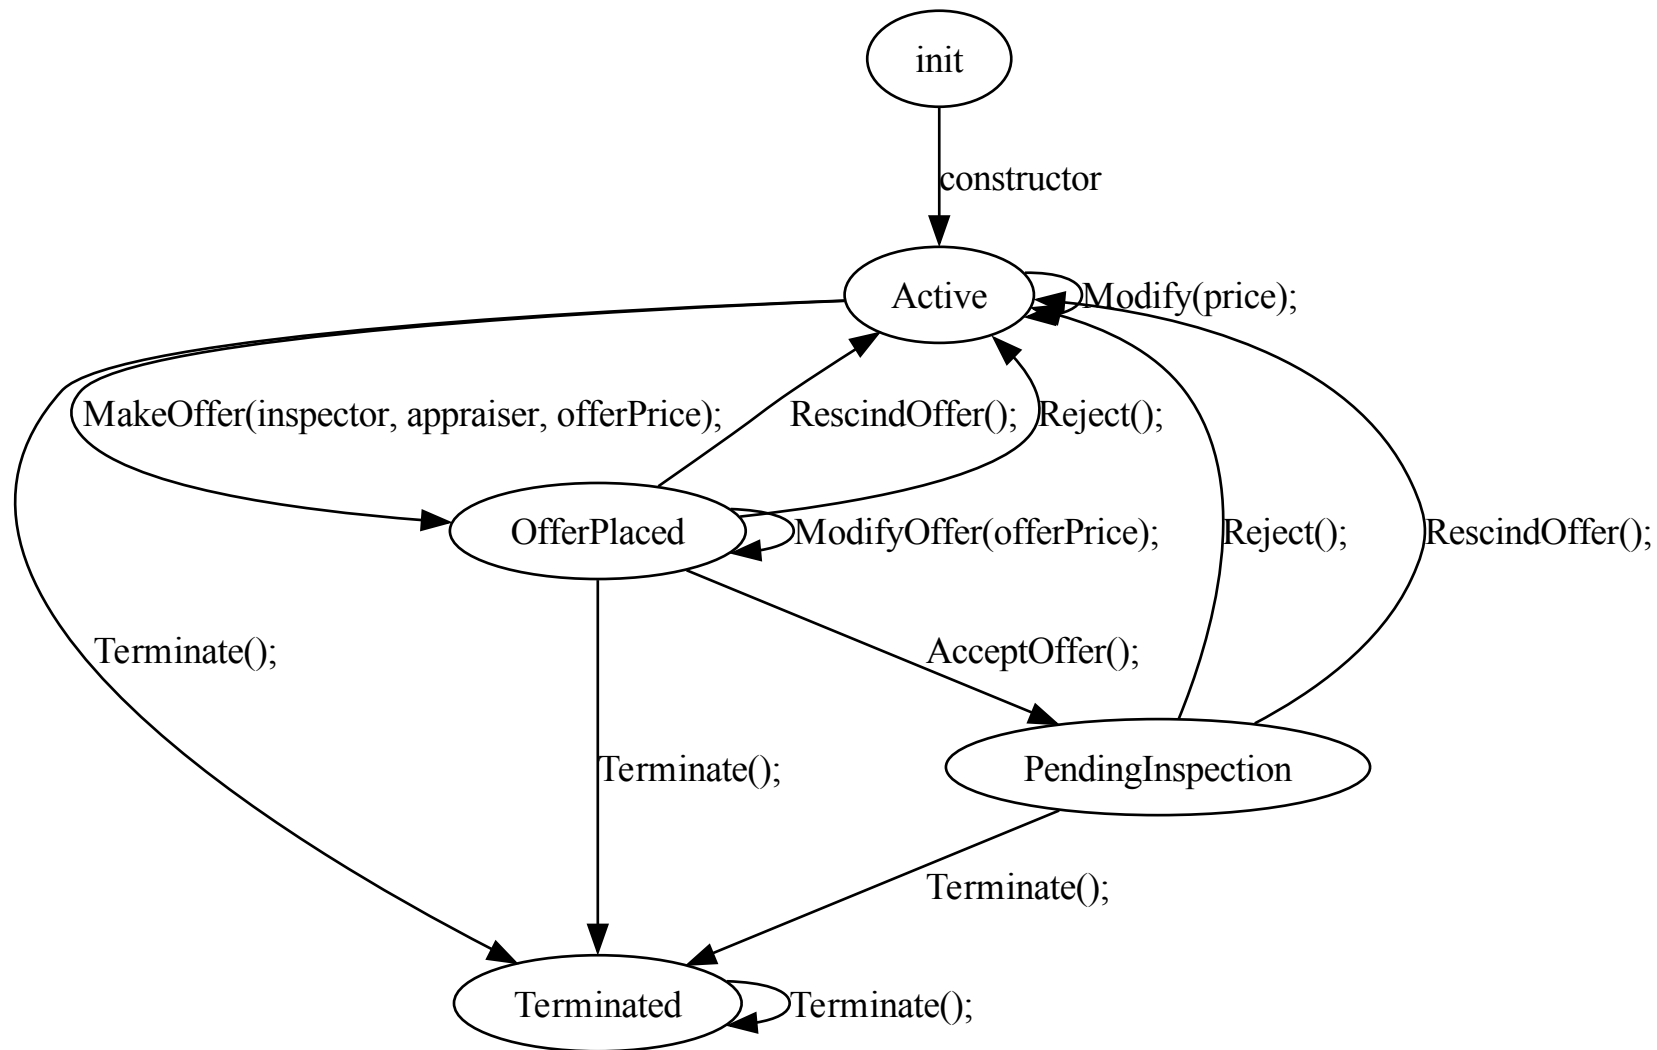 init
constructor
Active
Modify(price);
MakeOffer(inspector, appraiser, offerPrice);
RescindOffer();
Reject();
OfferPlaced
ModifyOffer(offerPrice);
Reject();
RescindOffer();
Terminate();
AcceptOffer();
Terminate();
PendingInspection
Terminate();
Terminated
Terminate();